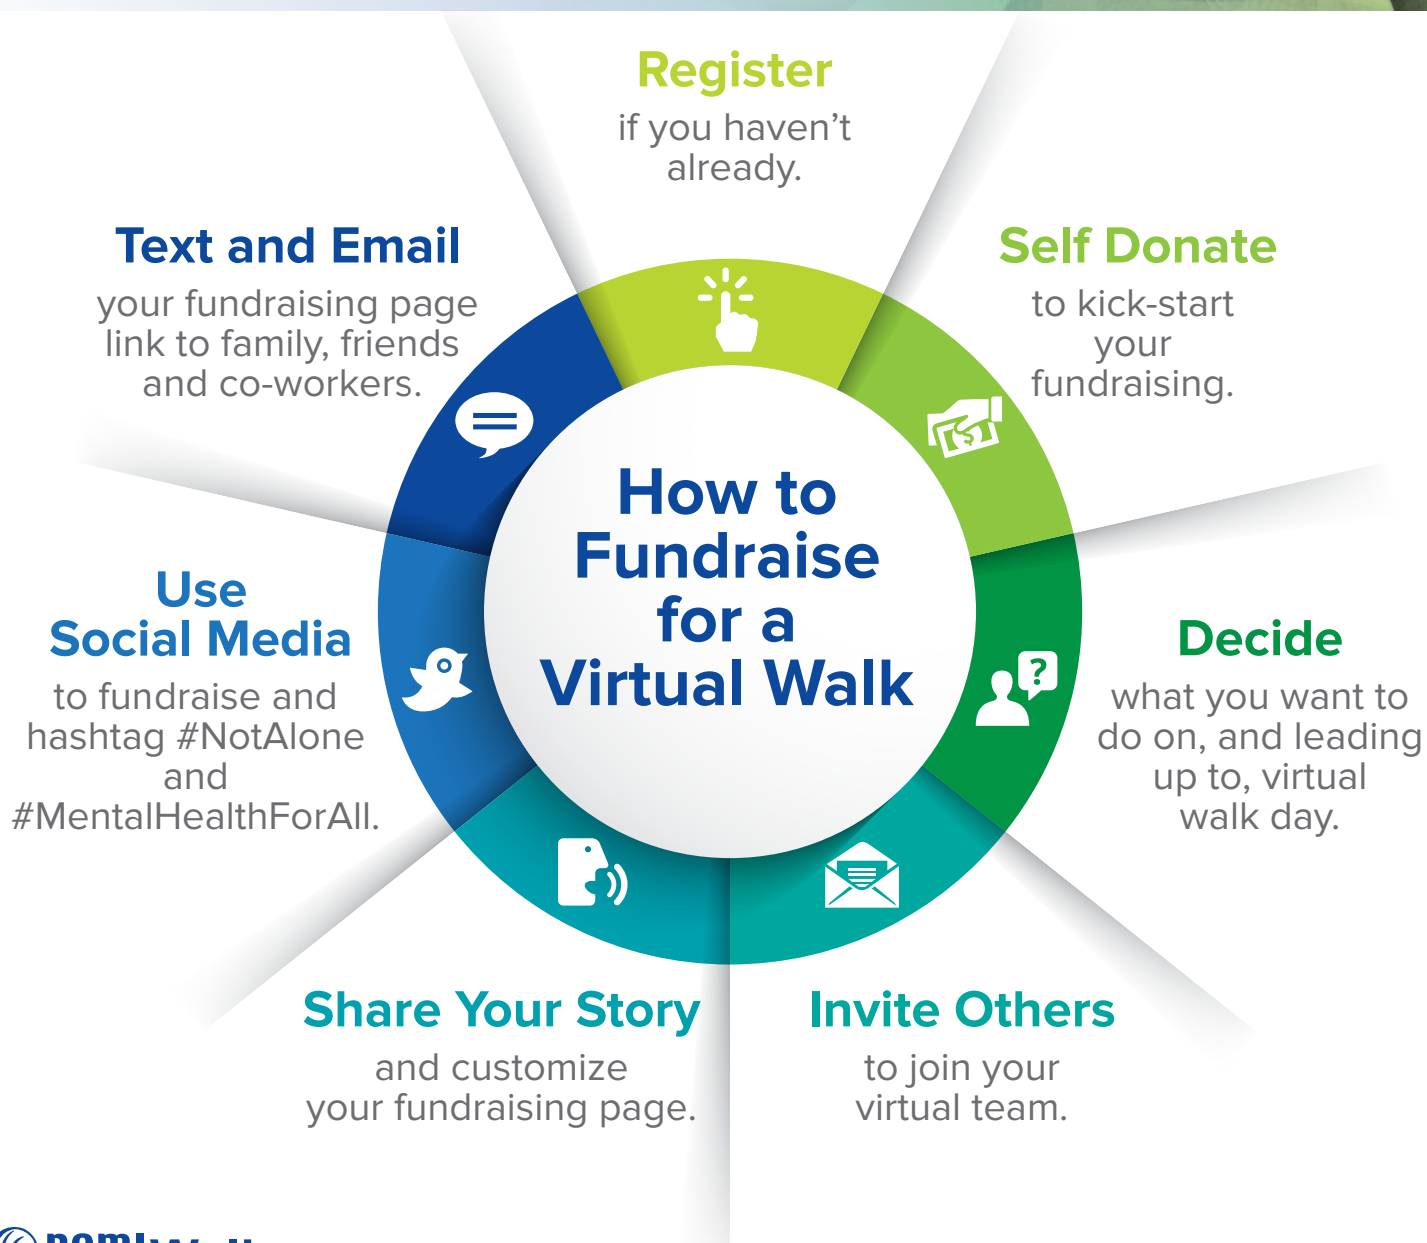 Register
if you haven't
already.
Self Donate
to kick-start
your
fundraising.
Decide
what you want to
do on, and leading
up to, virtual
walk day.
Invite Others
to join your
virtual team.
Share Your Story
and customize
your fundraising page.
Use
Social Media
to fundraise and
hashtag #NotAlone
and
#MentalHealthForAll.
Text and Email
your fundraising page
link to family, friends
and co-workers.
How to
Fundraise
for a
Virtual Walk
?
$